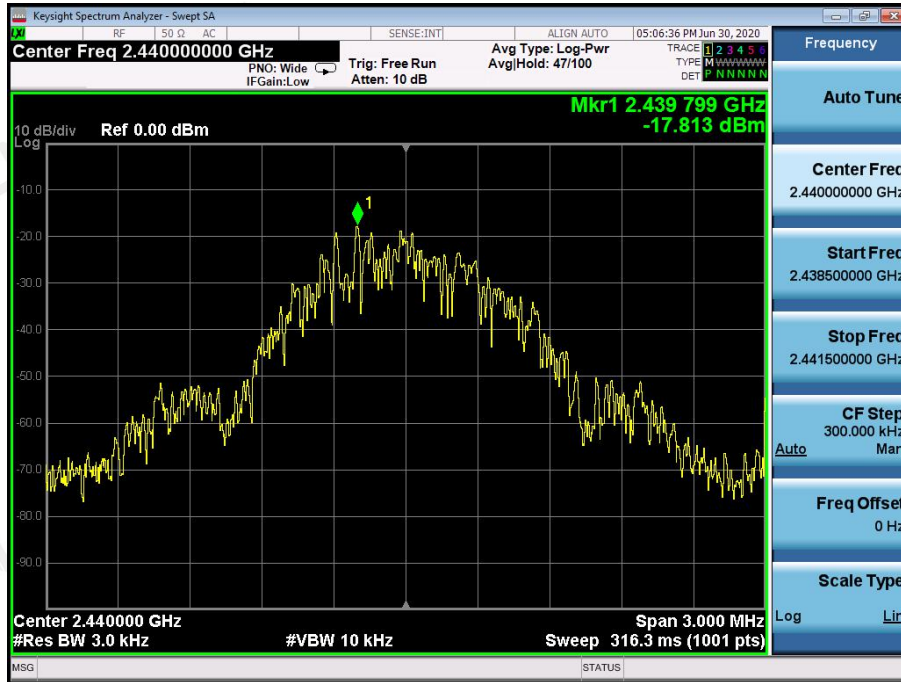 Keysight Spectrum Analyzer - Swept SA
LXI RF 50 Ω AC SENSE:INT ALIGN AUTO 05:06:36 PM Jun 30, 2020
Center Freq 2.440000000 GHz
PNO: Wide
IFGain:Low
Trig: Free Run
Atten: 10 dB
Avg Type: Log-Pwr
Avg|Hold: 47/100
TRACE 1 2 3 4 5 6
TYPE M WWWWW
DET P N N N N N
Mkr1 2.439 799 GHz
-17.813 dBm
10 dB/div Ref 0.00 dBm
Log
1
-10.0
-20.0
-30.0
-40.0
-50.0
-60.0
-70.0
-80.0
-90.0
Center 2.440000 GHz Span 3.000 MHz
#Res BW 3.0 kHz #VBW 10 kHz Sweep 316.3 ms (1001 pts)
MSG STATUS
Frequency
Auto Tune
Center Freq
2.440000000 GHz
Start Freq
2.438500000 GHz
Stop Freq
2.441500000 GHz
CF Step
300.000 kHz
Auto Man
Freq Offset
0 Hz
Scale Type
Log Lin